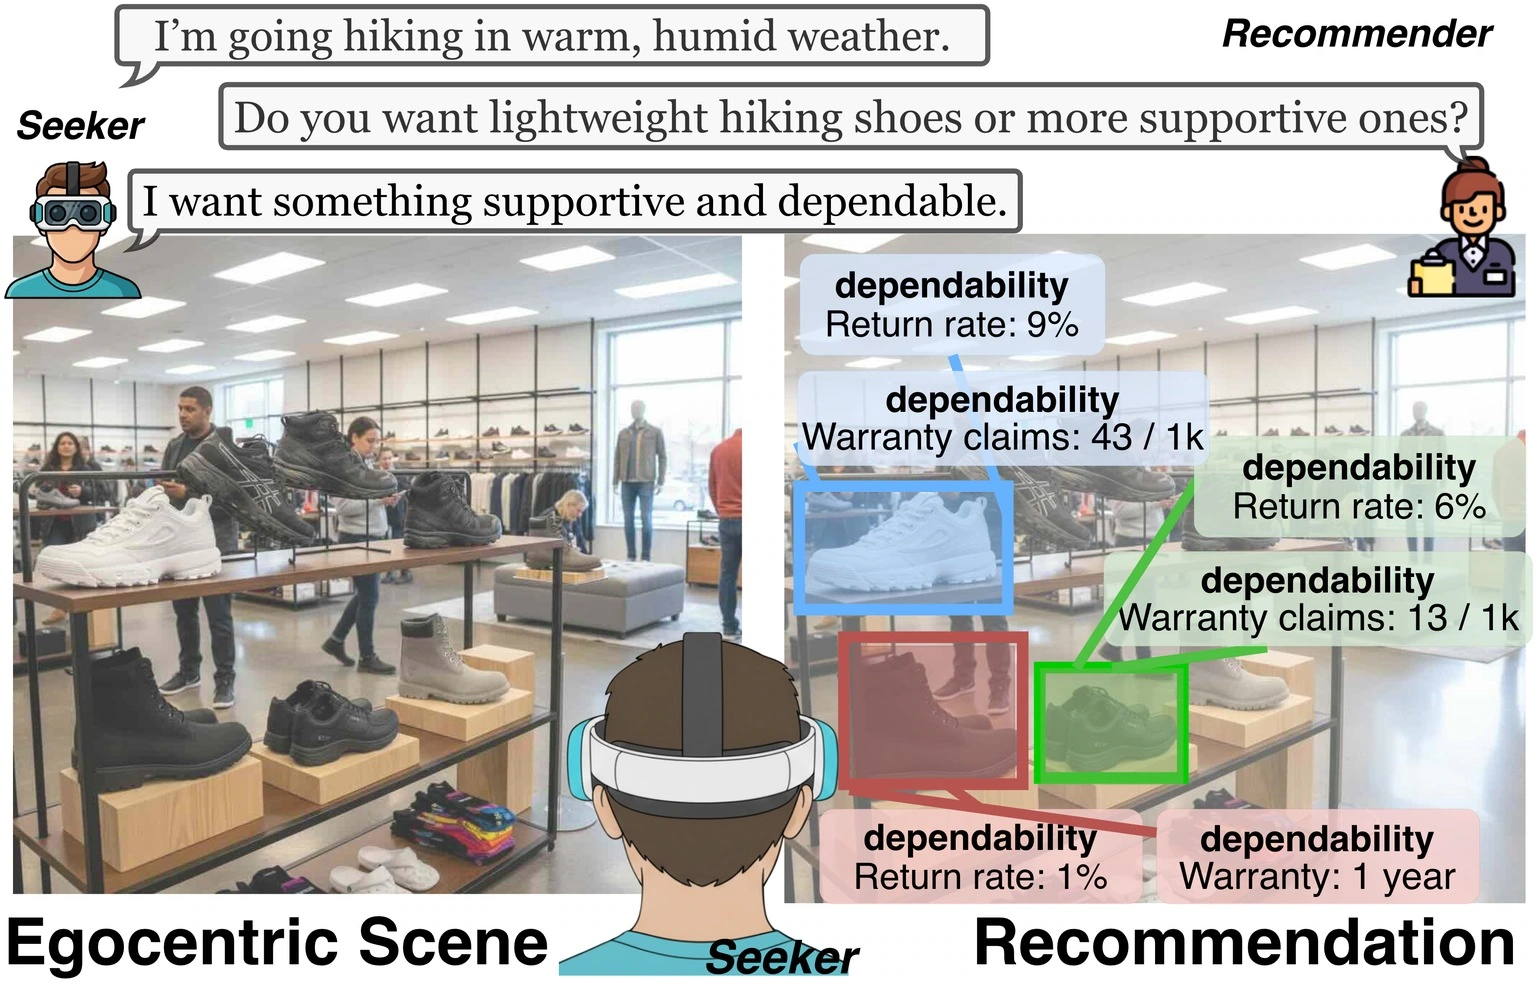 I’m going hiking in warm, humid weather.
Recommender
Do you want lightweight hiking shoes or more supportive ones?
Seeker
I want something supportive and dependable.
dependability
Return rate: 9%
dependability
Warranty claims: 43 / 1k
dependability
Return rate: 6%
dependability
Warranty claims: 13 / 1k
dependability
Return rate: 1%
dependability
Warranty: 1 year
Egocentric Scene
Seeker
Recommendation